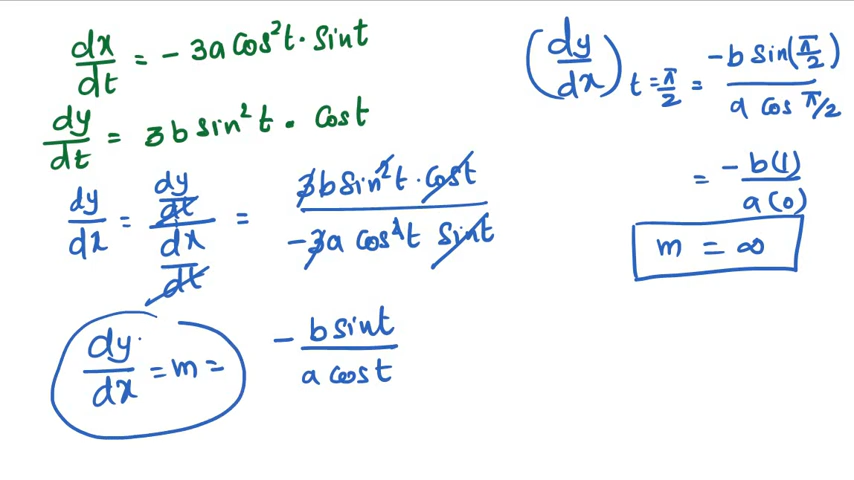 dx/dt = - 3a cos²t · sint
dy/dt = 3b sin²t · cost
dy/dx = (dy/dt)/(dx/dt) = (3b sin²t · cost)/(-3a cos²t sint)
dy/dx = m = - (b sint)/(a cost)
(dy/dx) t=π/2 = (-b sin(π/2))/(a cos π/2)
= (-b(1))/(a(0))
m = ∞